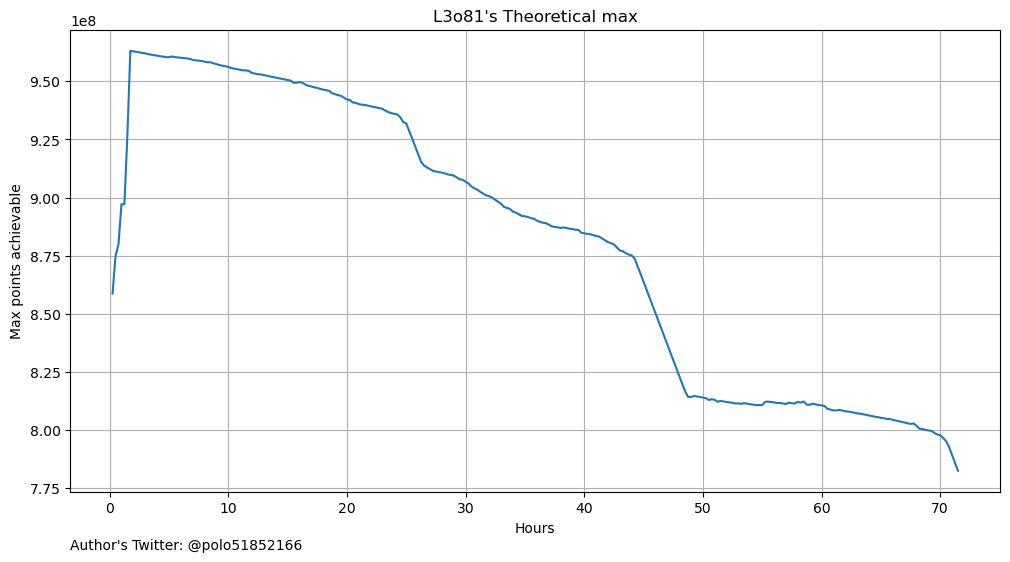 L3o81's Theoretical max
1e8
9.50
9.25
9.00
8.75
8.50
8.25
8.00
7.75
Max points achievable
0 10 20 30 40 50 60 70
Hours
Author's Twitter: @polo51852166